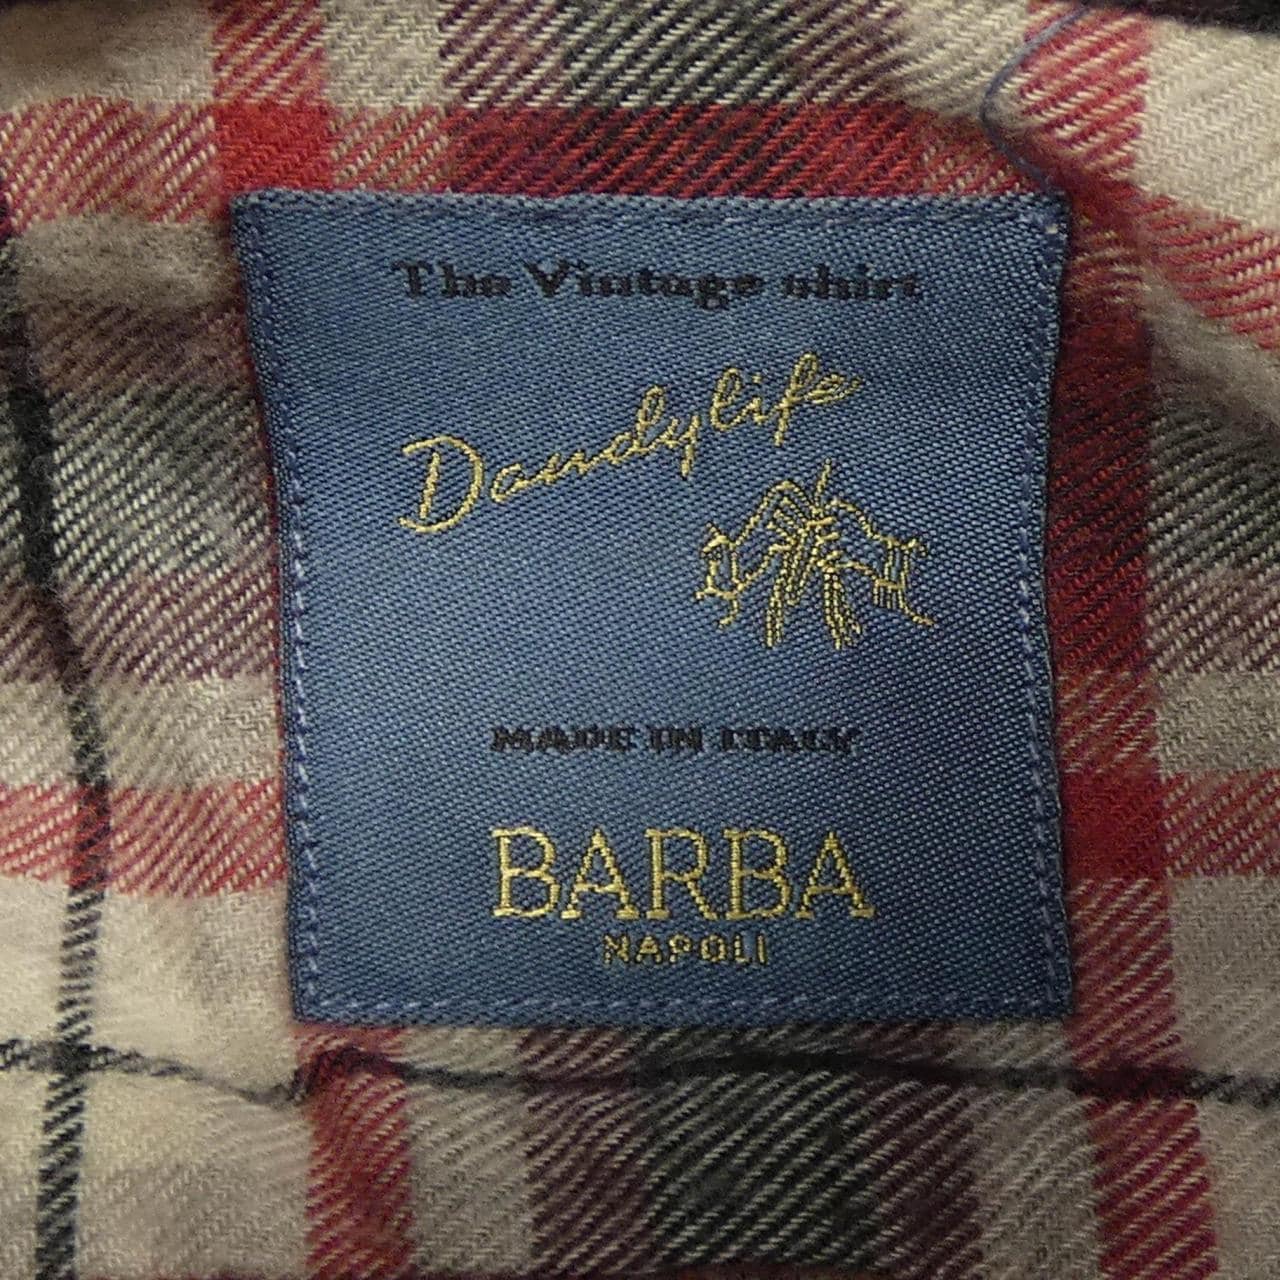 The Vintage shirt
Dandylife
MADE IN ITALY
BARBA
NAPOLI